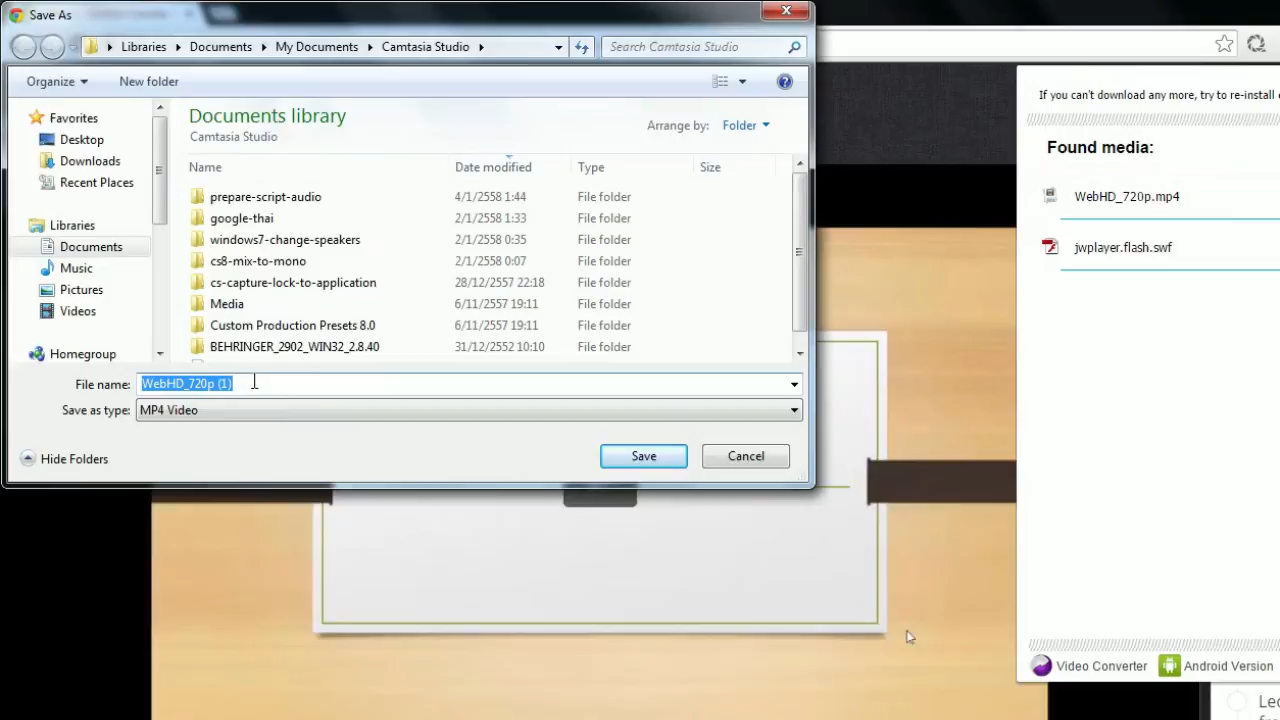 Save As
Libraries Documents My Documents Camtasia Studio
Search Camtasia Studio
Organize New folder
If you can't download any more, try to re-install
Favorites
Desktop
Downloads
Recent Places
Libraries
Documents
Music
Pictures
Videos
Homegroup
Documents library
Camtasia Studio
Arrange by: Folder
Name Date modified Type Size
prepare-script-audio 4/1/2558 1:44 File folder
google-thai 2/1/2558 1:33 File folder
windows7-change-speakers 2/1/2558 0:35 File folder
cs8-mix-to-mono 2/1/2558 0:07 File folder
cs-capture-lock-to-application 28/12/2557 22:18 File folder
Media 6/11/2557 19:11 File folder
Custom Production Presets 8.0 6/11/2557 19:11 File folder
BEHRINGER_2902_WIN32_2.8.40 31/12/2552 10:10 File folder
File name: WebHD_720p (1)
Save as type: MP4 Video
Hide Folders
Save Cancel
Found media:
WebHD_720p.mp4
jwplayer.flash.swf
Video Converter Android Version